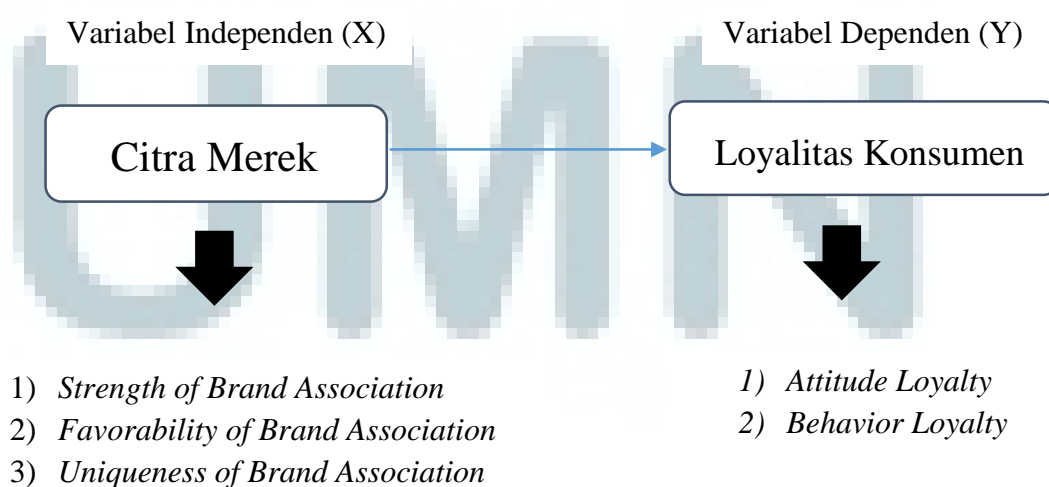 Variabel Independen (X)
Variabel Dependen (Y)
Citra Merek
Loyalitas Konsumen
1) Strength of Brand Association
2) Favorability of Brand Association
3) Uniqueness of Brand Association
1) Attitude Loyalty
2) Behavior Loyalty
UMN